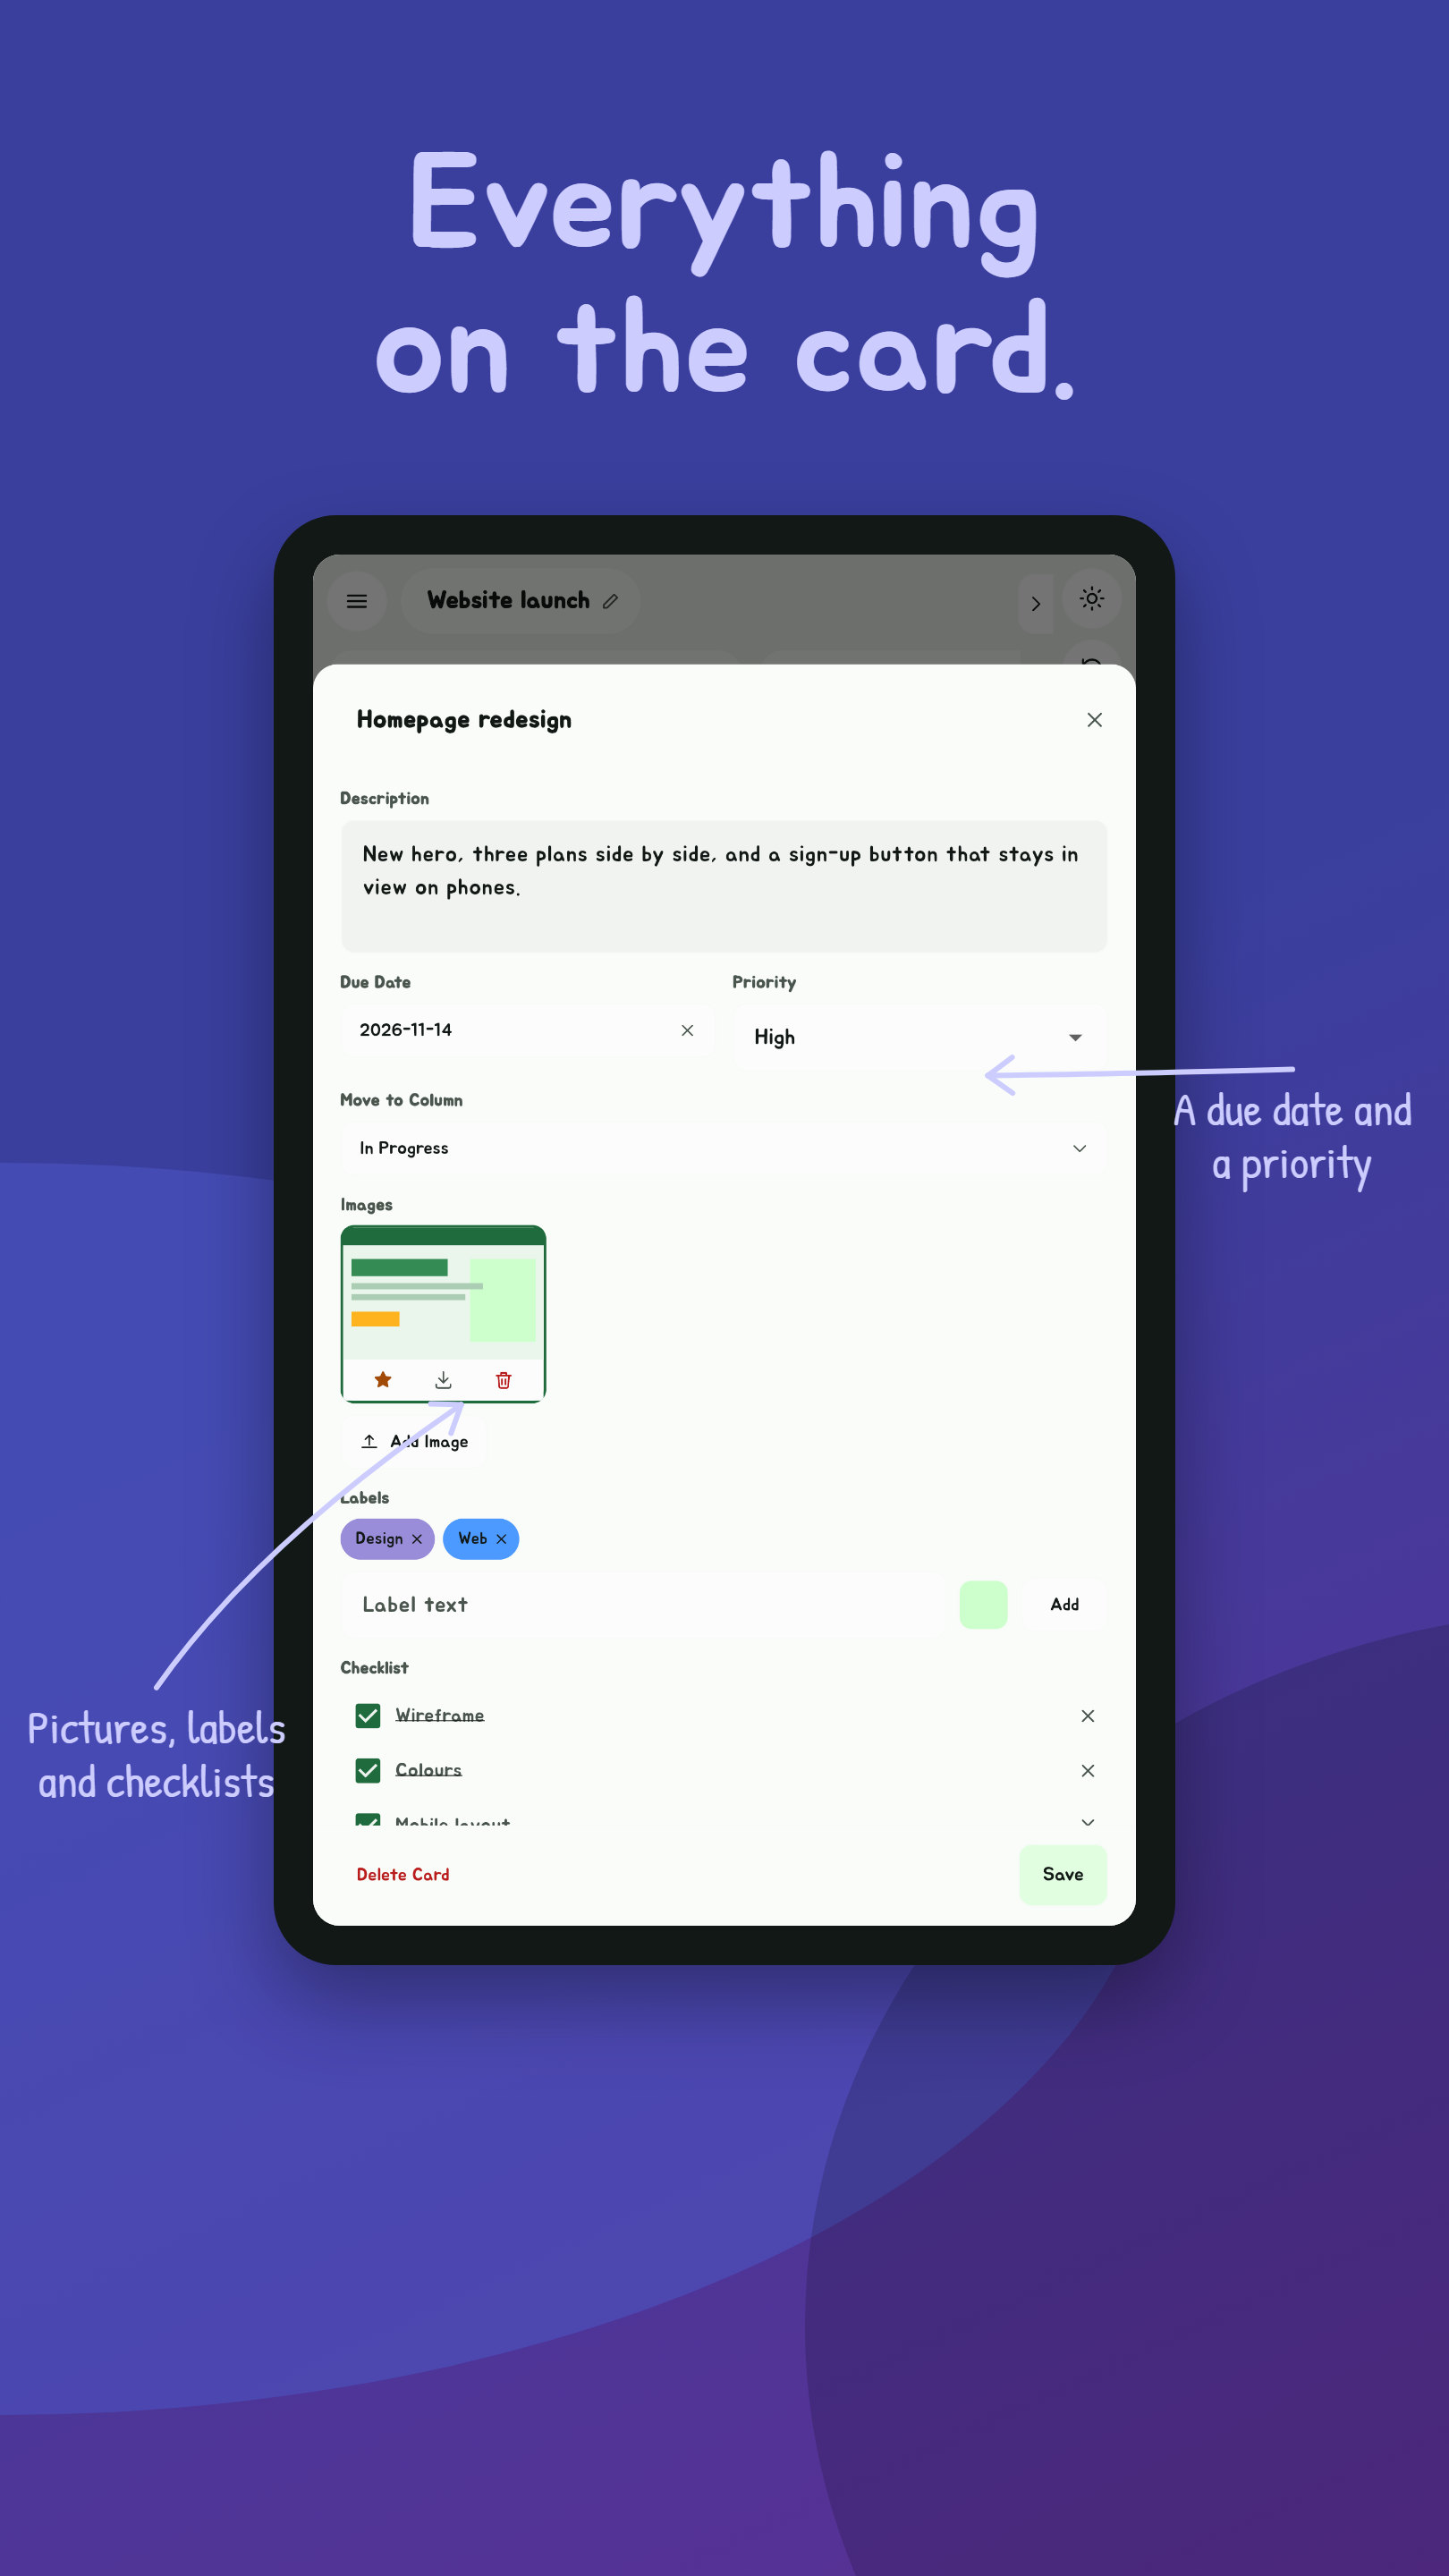 Everything
on the card.
Website launch
Homepage redesign
Description
New hero, three plans side by side, and a sign-up button that stays in
view on phones.
Due Date
Priority
2026-11-14
High
A due date and
a priority
Move to Column
In Progress
Images
Add Image
Labels
Design
Web
Label text
Add
Checklist
Wireframe
Pictures, labels
and checklists
Colours
Mobile layout
Delete Card
Save